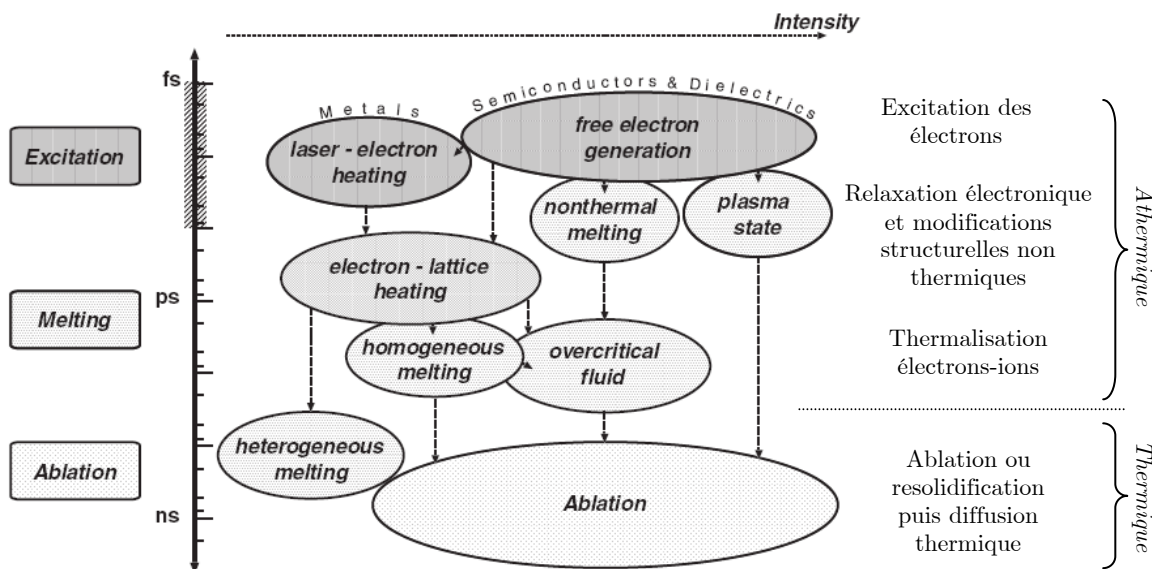 Intensity
fs
ps
ns
Excitation
Melting
Ablation
Metals
Semiconductors & Dielectrics
laser - electron
heating
free electron
generation
nonthermal
melting
plasma
state
electron - lattice
heating
homogeneous
melting
overcritical
fluid
heterogeneous
melting
Ablation
Excitation des
électrons
Relaxation électronique
et modifications
structurelles non
thermiques
Thermalisation
électrons-ions
Athermique
Ablation ou
resolidification
puis diffusion
thermique
Thermique